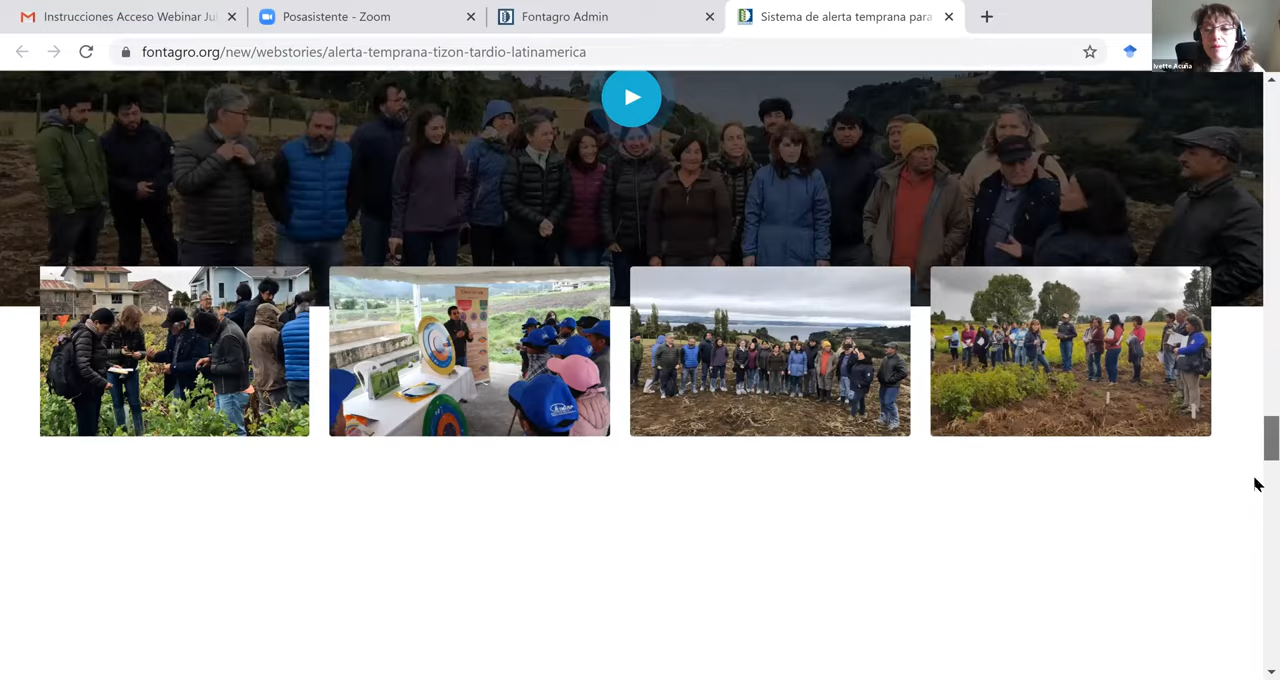 Instrucciones Acceso Webinar Ju
Posasistente - Zoom
Fontagro Admin
Sistema de alerta temprana para
fontagro.org/new/webstories/alerta-temprana-tizon-tardio-latinamerica
Ivette Acuña